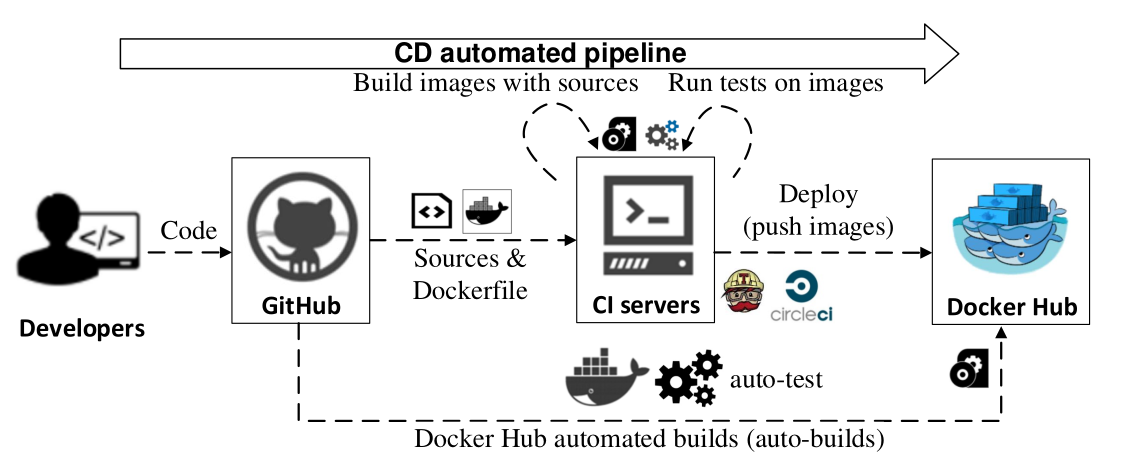 CD automated pipeline
Build images with sources
Run tests on images
Code
Sources &
Dockerfile
Deploy
(push images)
Developers
GitHub
CI servers
circleci
Docker Hub
auto-test
Docker Hub automated builds (auto-builds)